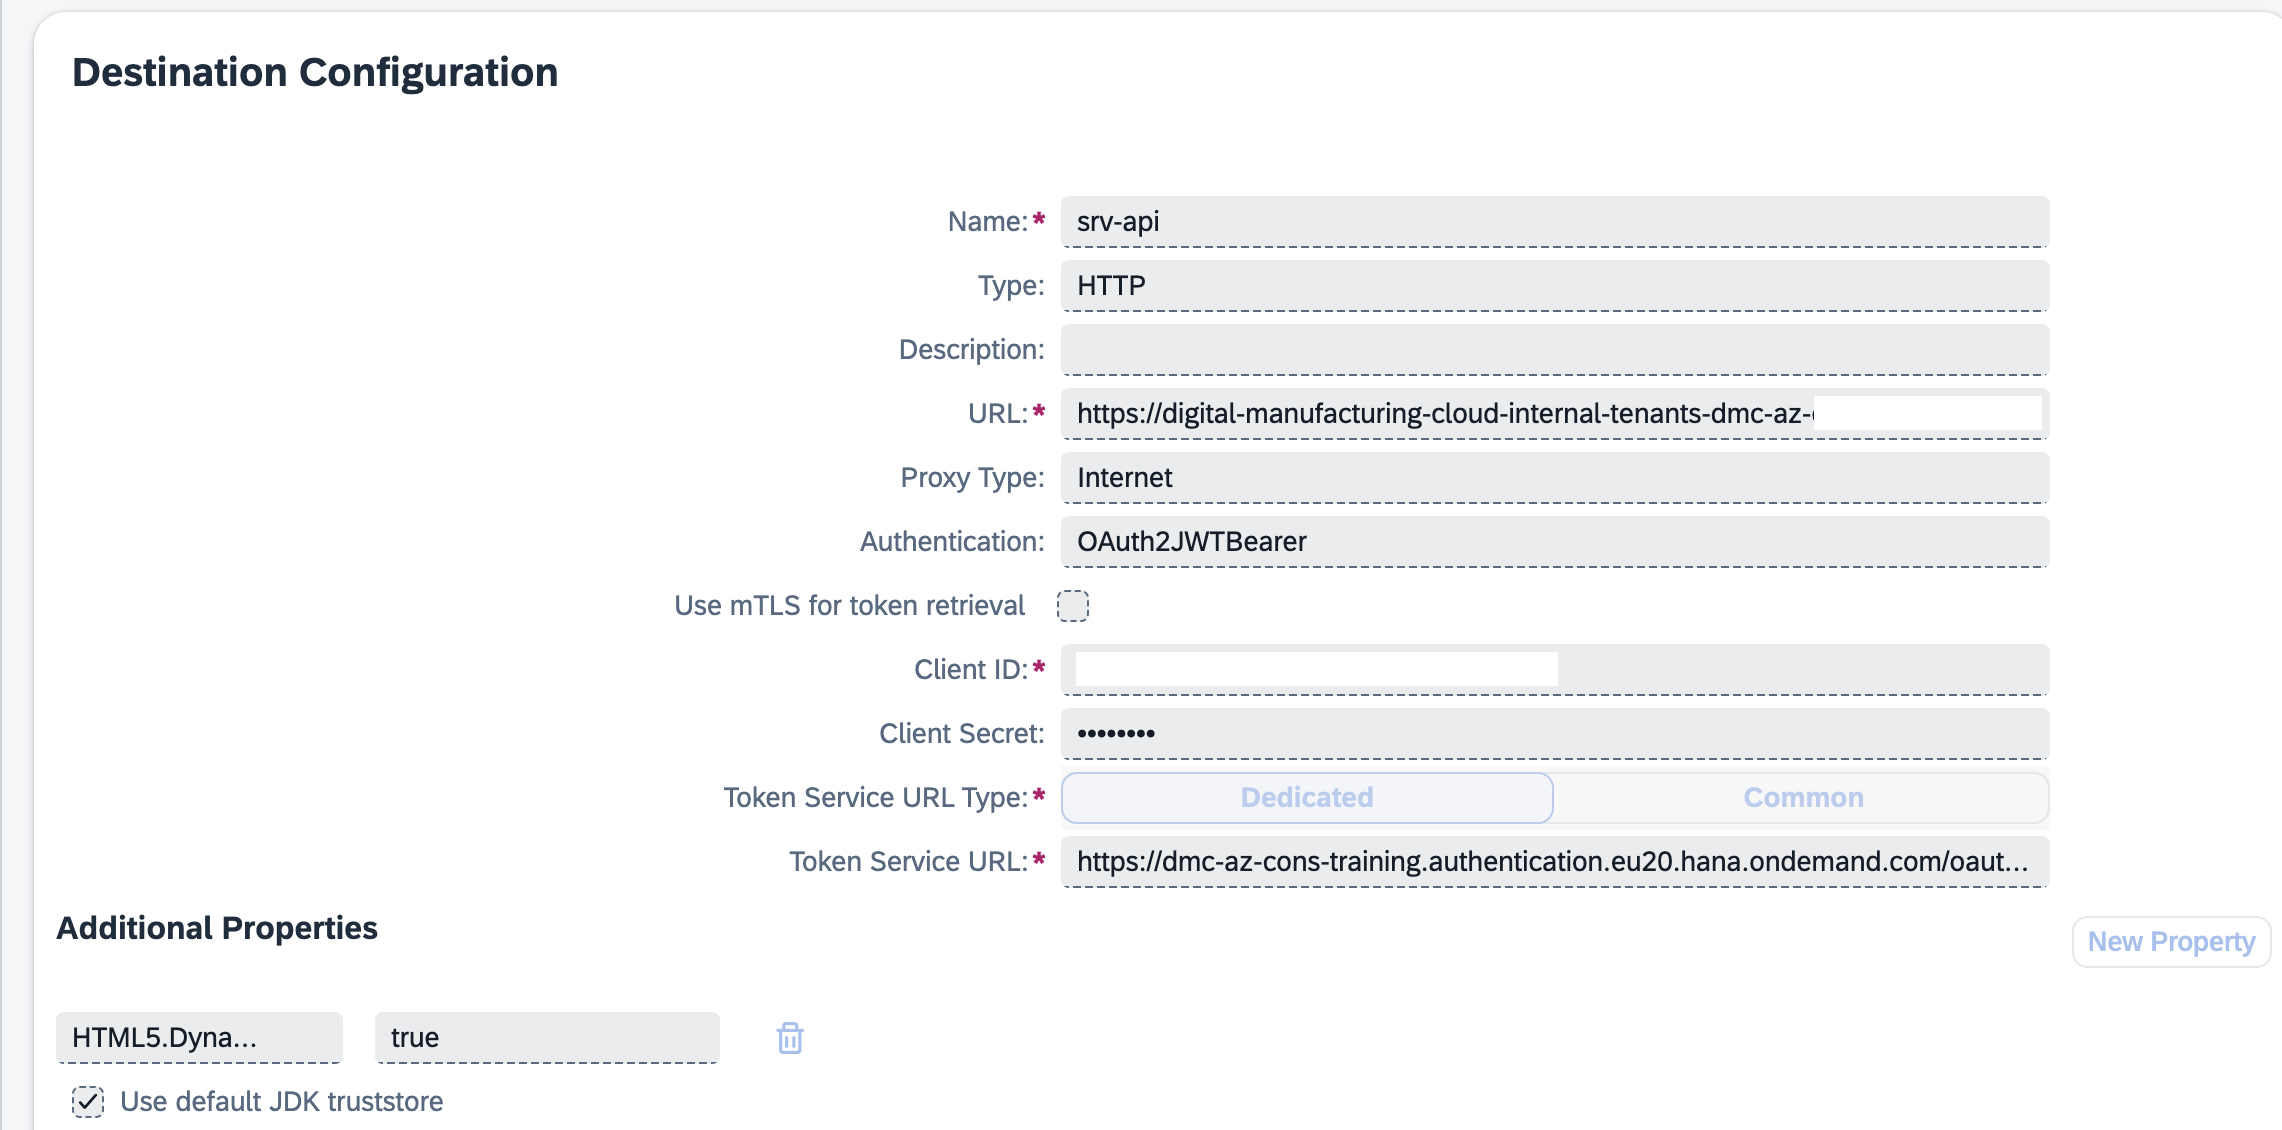 Destination Configuration
Name:* srv-api
Type: HTTP
Description:
URL:* https://digital-manufacturing-cloud-internal-tenants-dmc-az-
Proxy Type: Internet
Authentication: OAuth2JWTBearer
Use mTLS for token retrieval
Client ID:*
Client Secret: ••••••••
Token Service URL Type:* Dedicated Common
Token Service URL:* https://dmc-az-cons-training.authentication.eu20.hana.ondemand.com/oaut...
Additional Properties
New Property
HTML5.Dyna... true
Use default JDK truststore